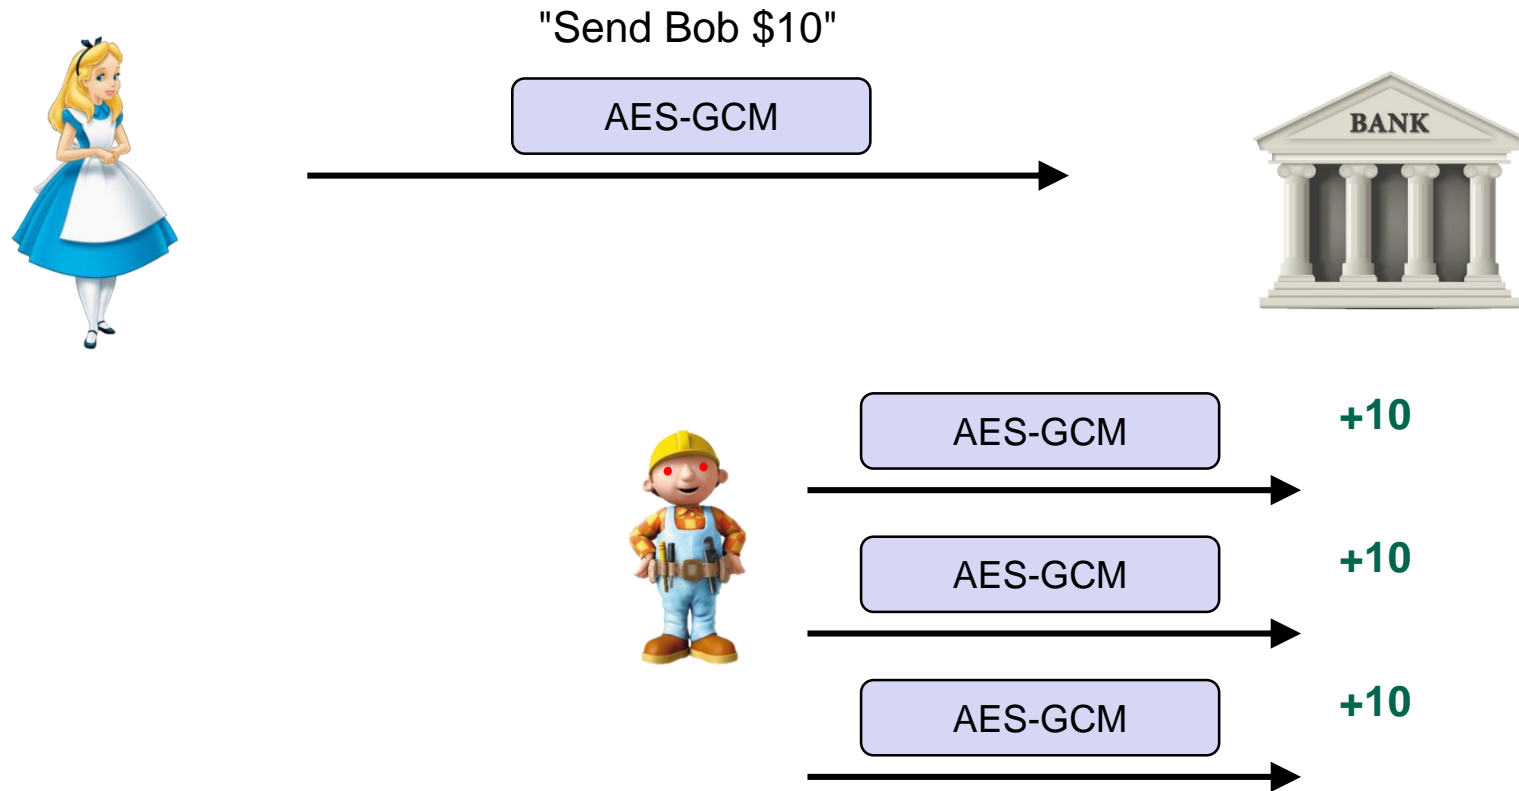 "Send Bob $10"
AES-GCM
BANK
AES-GCM
+10
AES-GCM
+10
AES-GCM
+10